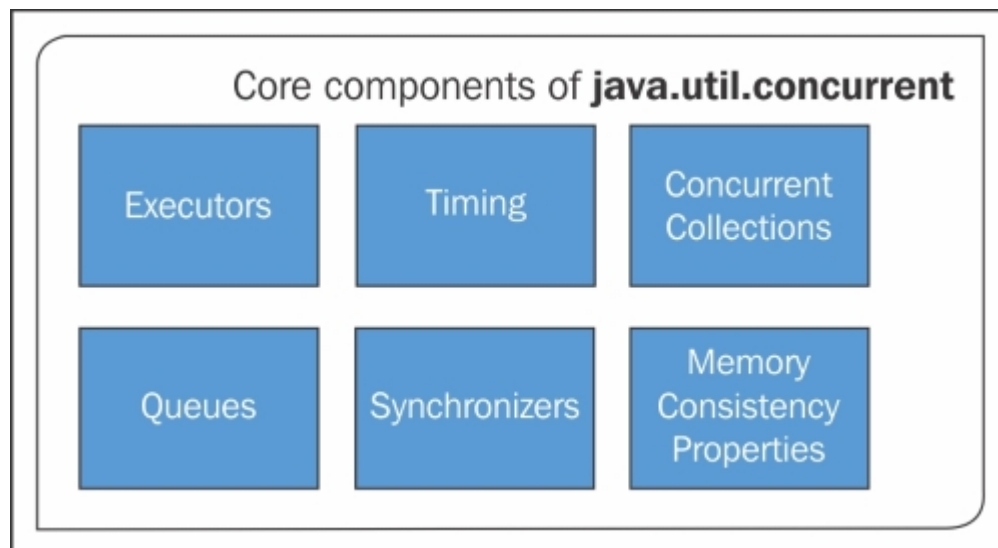 Core components of java.util.concurrent
Executors
Timing
Concurrent
Collections
Queues
Synchronizers
Memory
Consistency
Properties